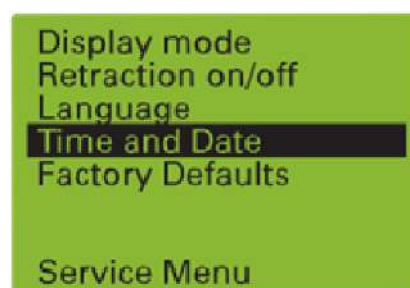 Display mode
Retraction on/off
Language
Time and Date
Factory Defaults
Service Menu